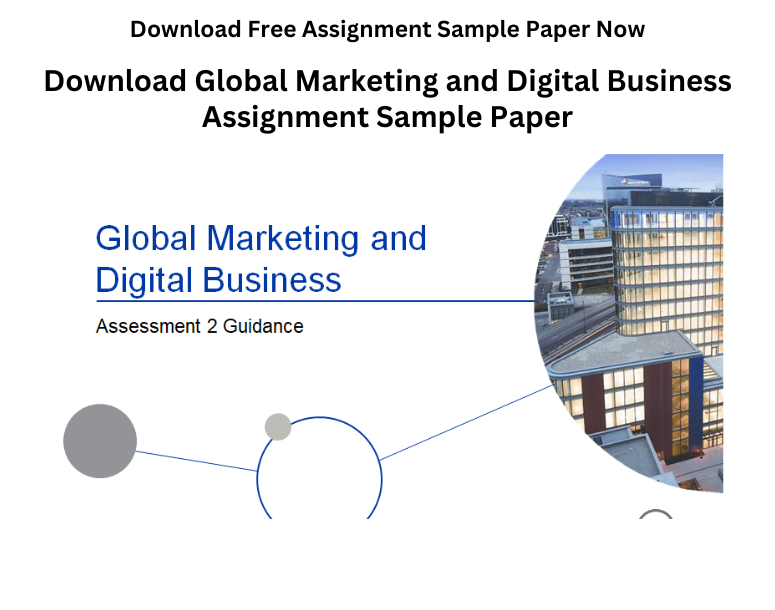 Download Free Assignment Sample Paper Now
Download Global Marketing and Digital Business
Assignment Sample Paper
Global Marketing and
Digital Business
Assessment 2 Guidance